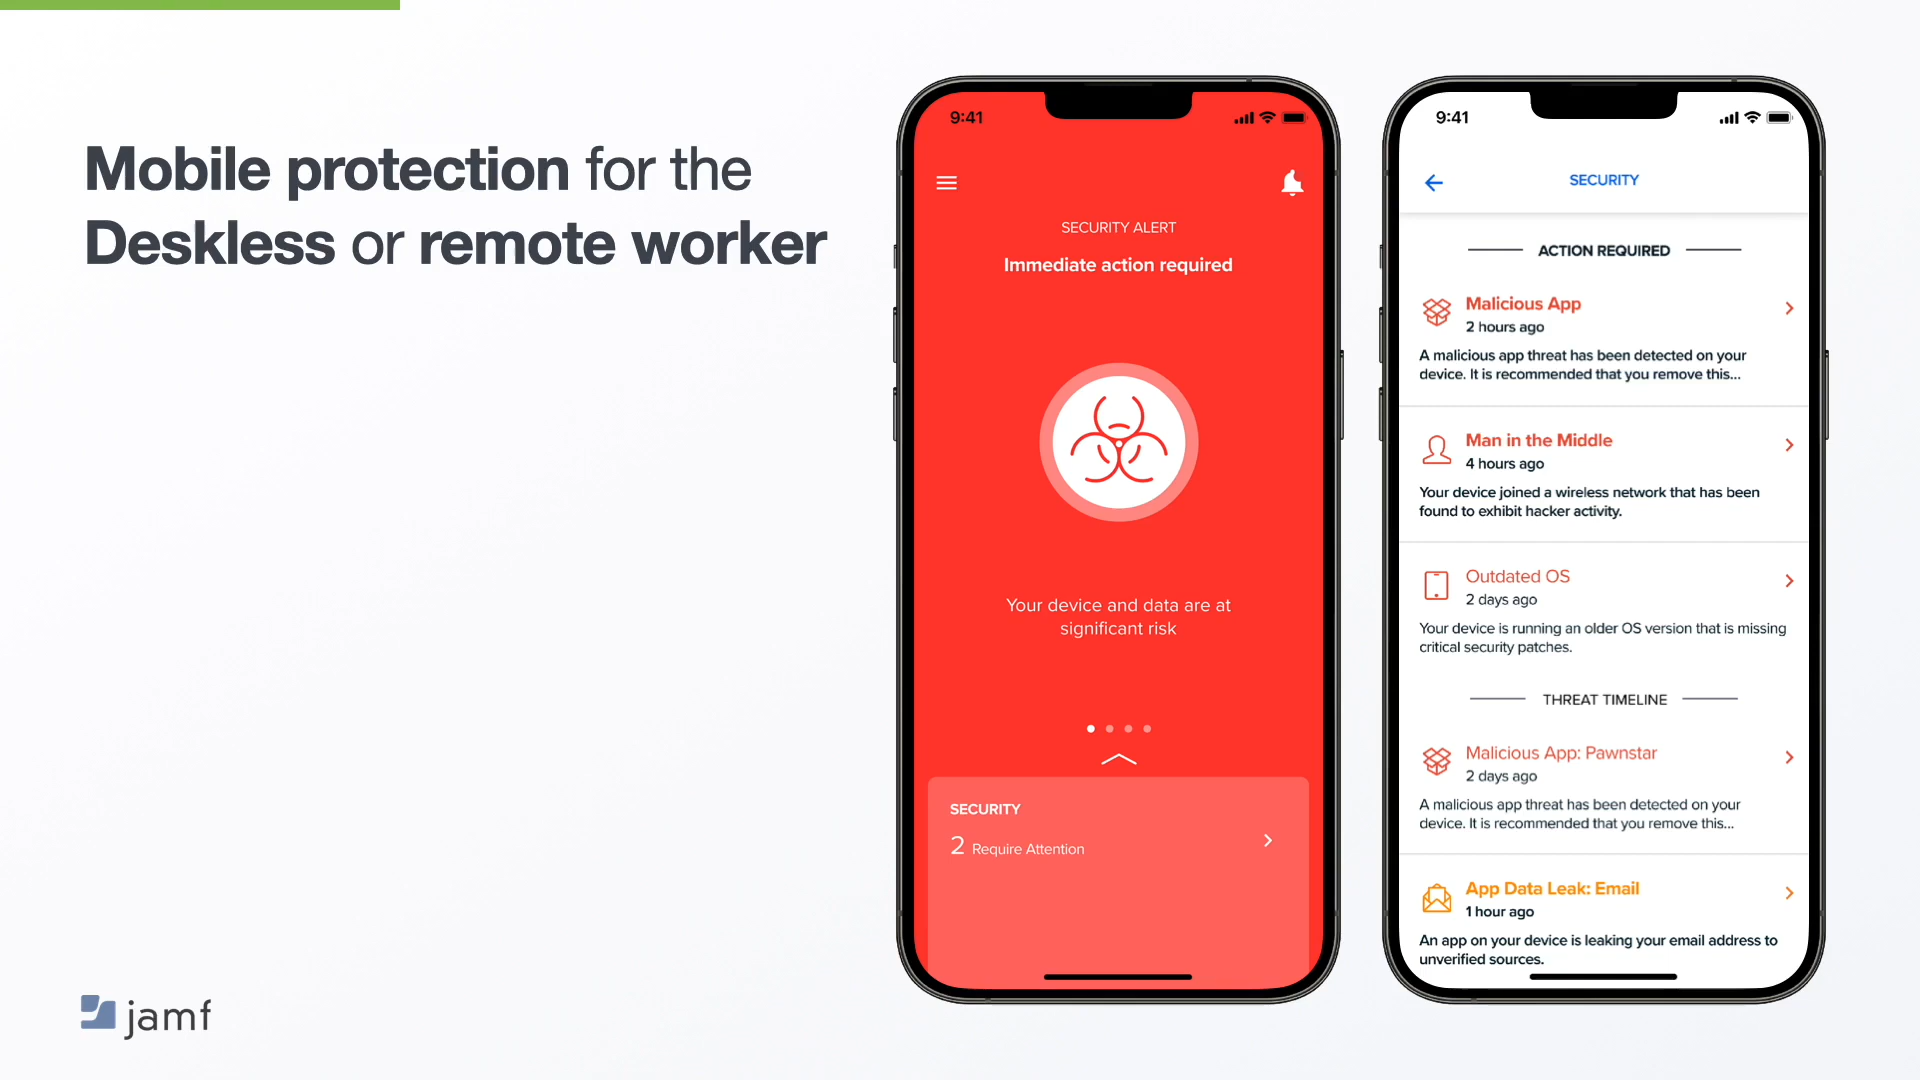 Mobile protection for the
Deskless or remote worker
9:41
SECURITY ALERT
Immediate action required
Your device and data are at
significant risk
SECURITY
2 Require Attention
9:41
SECURITY
ACTION REQUIRED
Malicious App
2 hours ago
A malicious app threat has been detected on your
device. It is recommended that you remove this...
Man in the Middle
4 hours ago
Your device joined a wireless network that has been
found to exhibit hacker activity.
Outdated OS
2 days ago
Your device is running an older OS version that is missing
critical security patches.
THREAT TIMELINE
Malicious App: Pawnstar
2 days ago
A malicious app threat has been detected on your
device. It is recommended that you remove this...
App Data Leak: Email
1 hour ago
An app on your device is leaking your email address to
unverified sources.
jamf